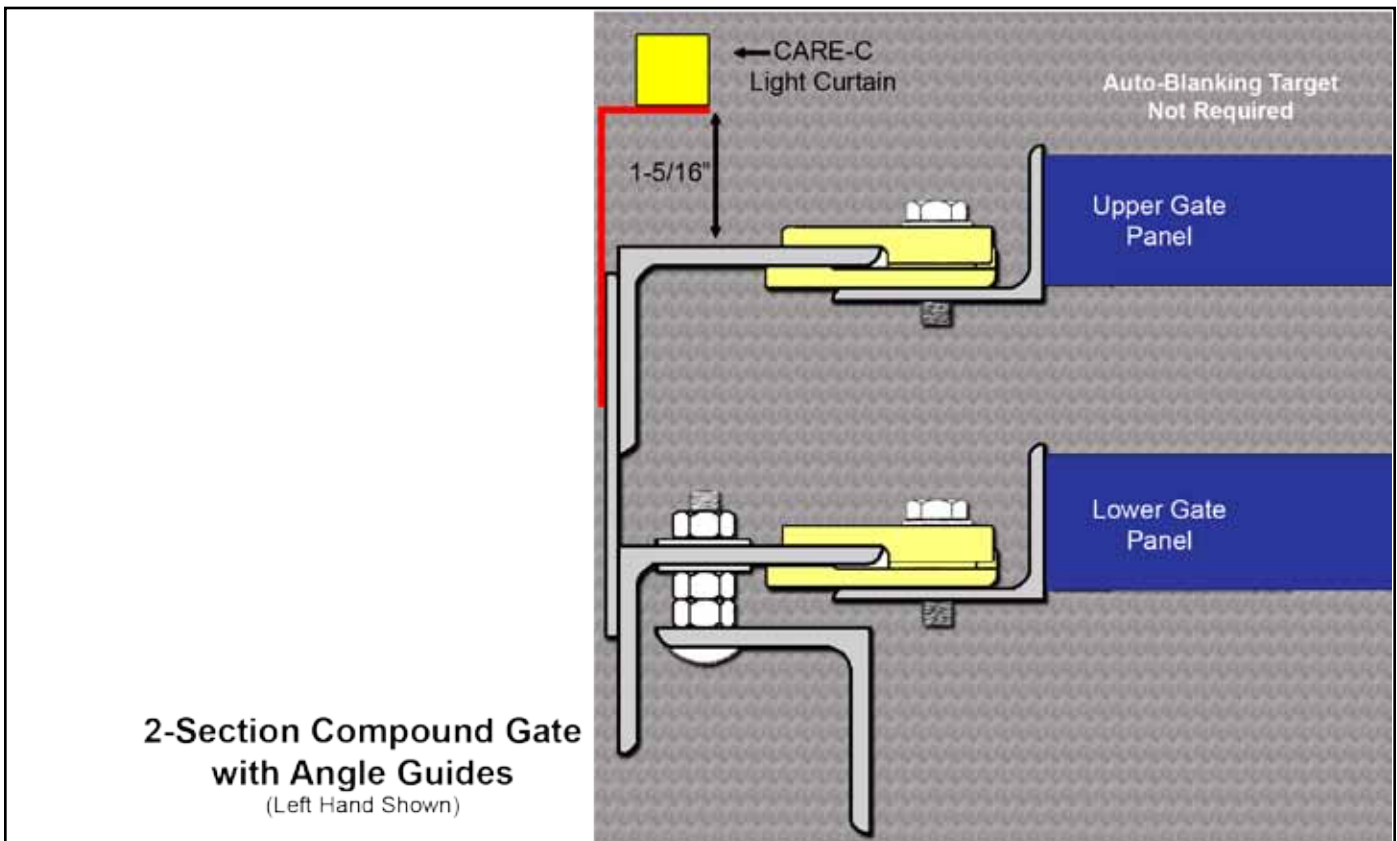 CARE-C
Light Curtain
Auto-Blanking Target
Not Required
1-5/16"
Upper Gate
Panel
Lower Gate
Panel
2-Section Compound Gate
with Angle Guides
(Left Hand Shown)